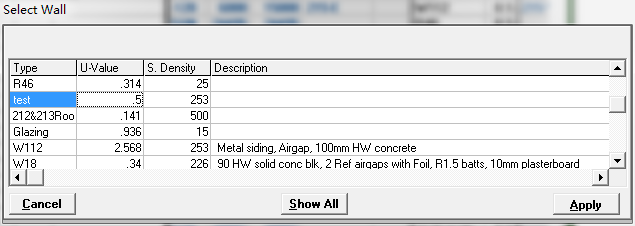 Select Wall
Type U-Value S. Density Description
R46 .314 25
test .5 253
212&213Roo .141 500
Glazing .936 15
W112 2.568 253 Metal siding, Airgap, 100mm HW concrete
W18 .34 226 90 HW solid conc blk, 2 Ref airgaps with Foil, R1.5 batts, 10mm plasterboard
Cancel Show All Apply